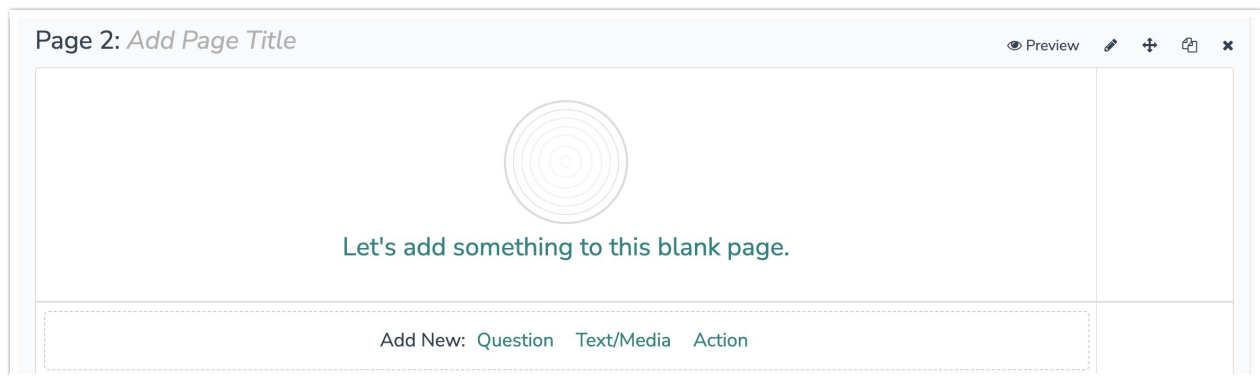 Page 2: Add Page Title
Preview
Let's add something to this blank page.
Add New: Question Text/Media Action